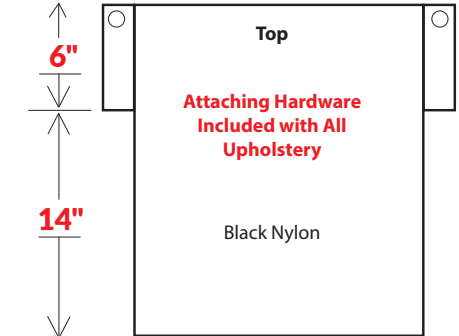 Top
6"
Attaching Hardware
Included with All
Upholstery
14"
Black Nylon